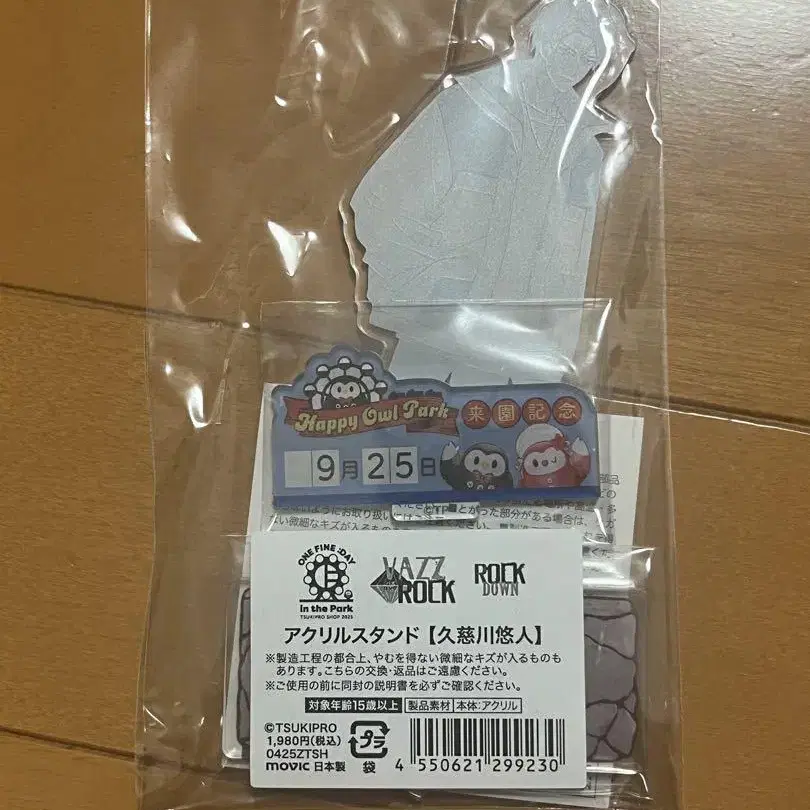 Happy Owl Park 来園記念
9月25日
ONE FINE DAY
In the Park
TSUKIPRO SHOP 2025
VAZZ
ROCK
ROCK
DOWN
アクリルスタンド【久慈川悠人】
※製造工程の都合上、やむを得ない微細なキズが入るものも
あります。こちらの交換・返品はご遠慮ください。
※ご使用の前に同封の説明書を必ずご確認ください。
対象年齢15歳以上 製品素材 本体:アクリル
©TSUKIPRO
1,980円(税込)
0425ZTSH
movic 日本製
プラ
袋
4 550621 299230